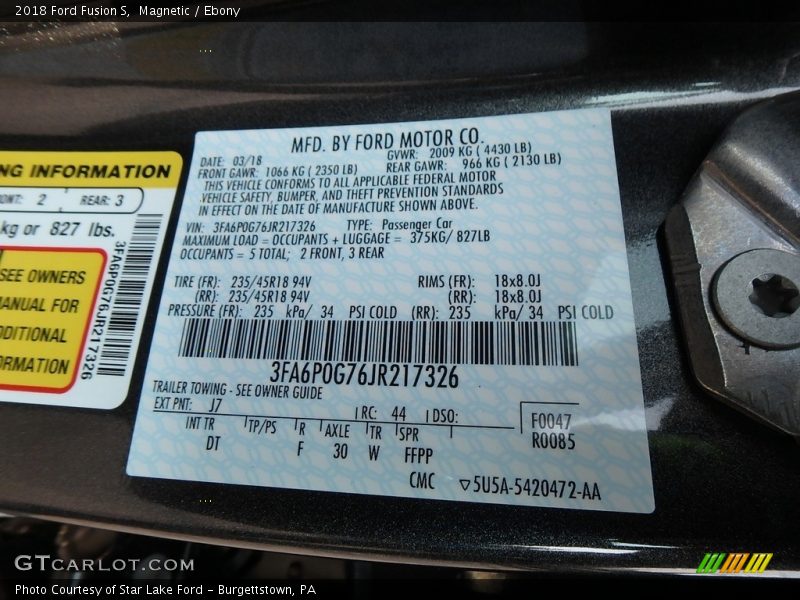 2018 Ford Fusion S, Magnetic / Ebony
NG INFORMATION
ONT: 2 REAR: 3
kg or 827 lbs.
SEE OWNERS
MANUAL FOR
DDITIONAL
ORMATION
3FA6P0G76JR217326
MFD. BY FORD MOTOR CO.
DATE: 03/18 GVWR: 2009 KG ( 4430 LB)
FRONT GAWR: 1066 KG ( 2350 LB) REAR GAWR: 966 KG ( 2130 LB)
THIS VEHICLE CONFORMS TO ALL APPLICABLE FEDERAL MOTOR
VEHICLE SAFETY, BUMPER, AND THEFT PREVENTION STANDARDS
IN EFFECT ON THE DATE OF MANUFACTURE SHOWN ABOVE.
VIN: 3FA6P0G76JR217326 TYPE: Passenger Car
MAXIMUM LOAD = OCCUPANTS + LUGGAGE = 375KG/ 827LB
OCCUPANTS = 5 TOTAL; 2 FRONT, 3 REAR
TIRE (FR): 235/45R18 94V RIMS (FR): 18x8.0J
(RR): 235/45R18 94V (RR): 18x8.0J
PRESSURE (FR): 235 kPa/ 34 PSI COLD (RR): 235 kPa/ 34 PSI COLD
3FA6P0G76JR217326
TRAILER TOWING - SEE OWNER GUIDE
EXT PNT: J7 RC: 44 DSO: F0047
INT TR TP/PS R AXLE TR SPR R0085
DT F 30 W FFPP
CMC ▽5U5A-5420472-AA
GTCARLOT.COM
Photo Courtesy of Star Lake Ford - Burgettstown, PA